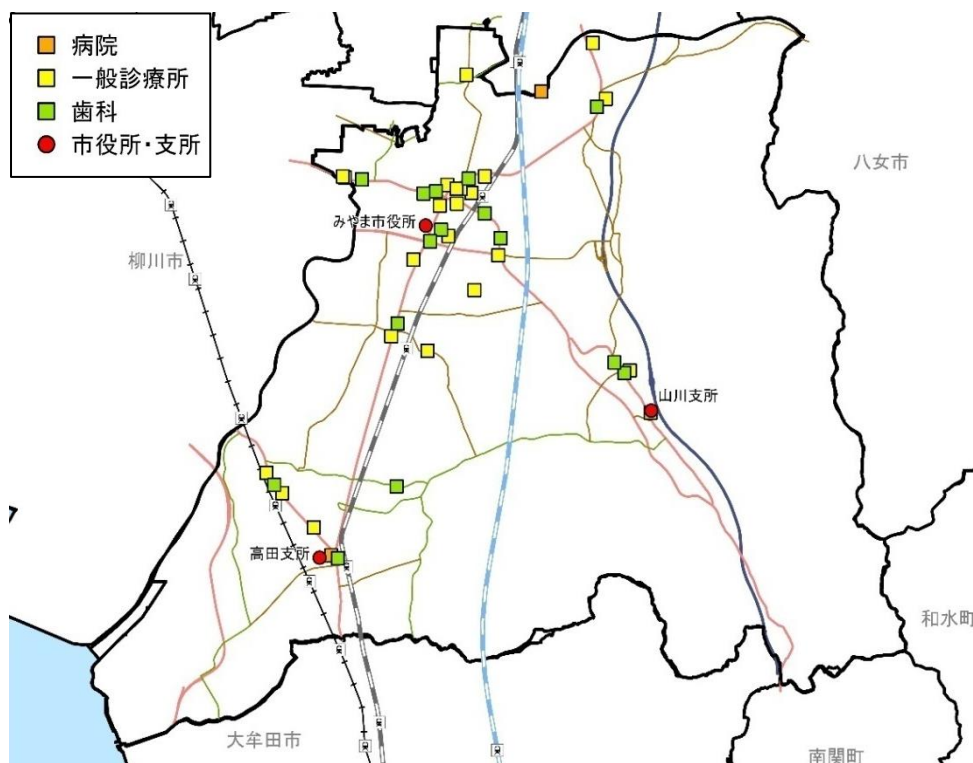 病院
一般診療所
歯科
市役所・支所
八女市
みやま市役所
柳川市
山川支所
高田支所
和水町
大牟田市
南関町